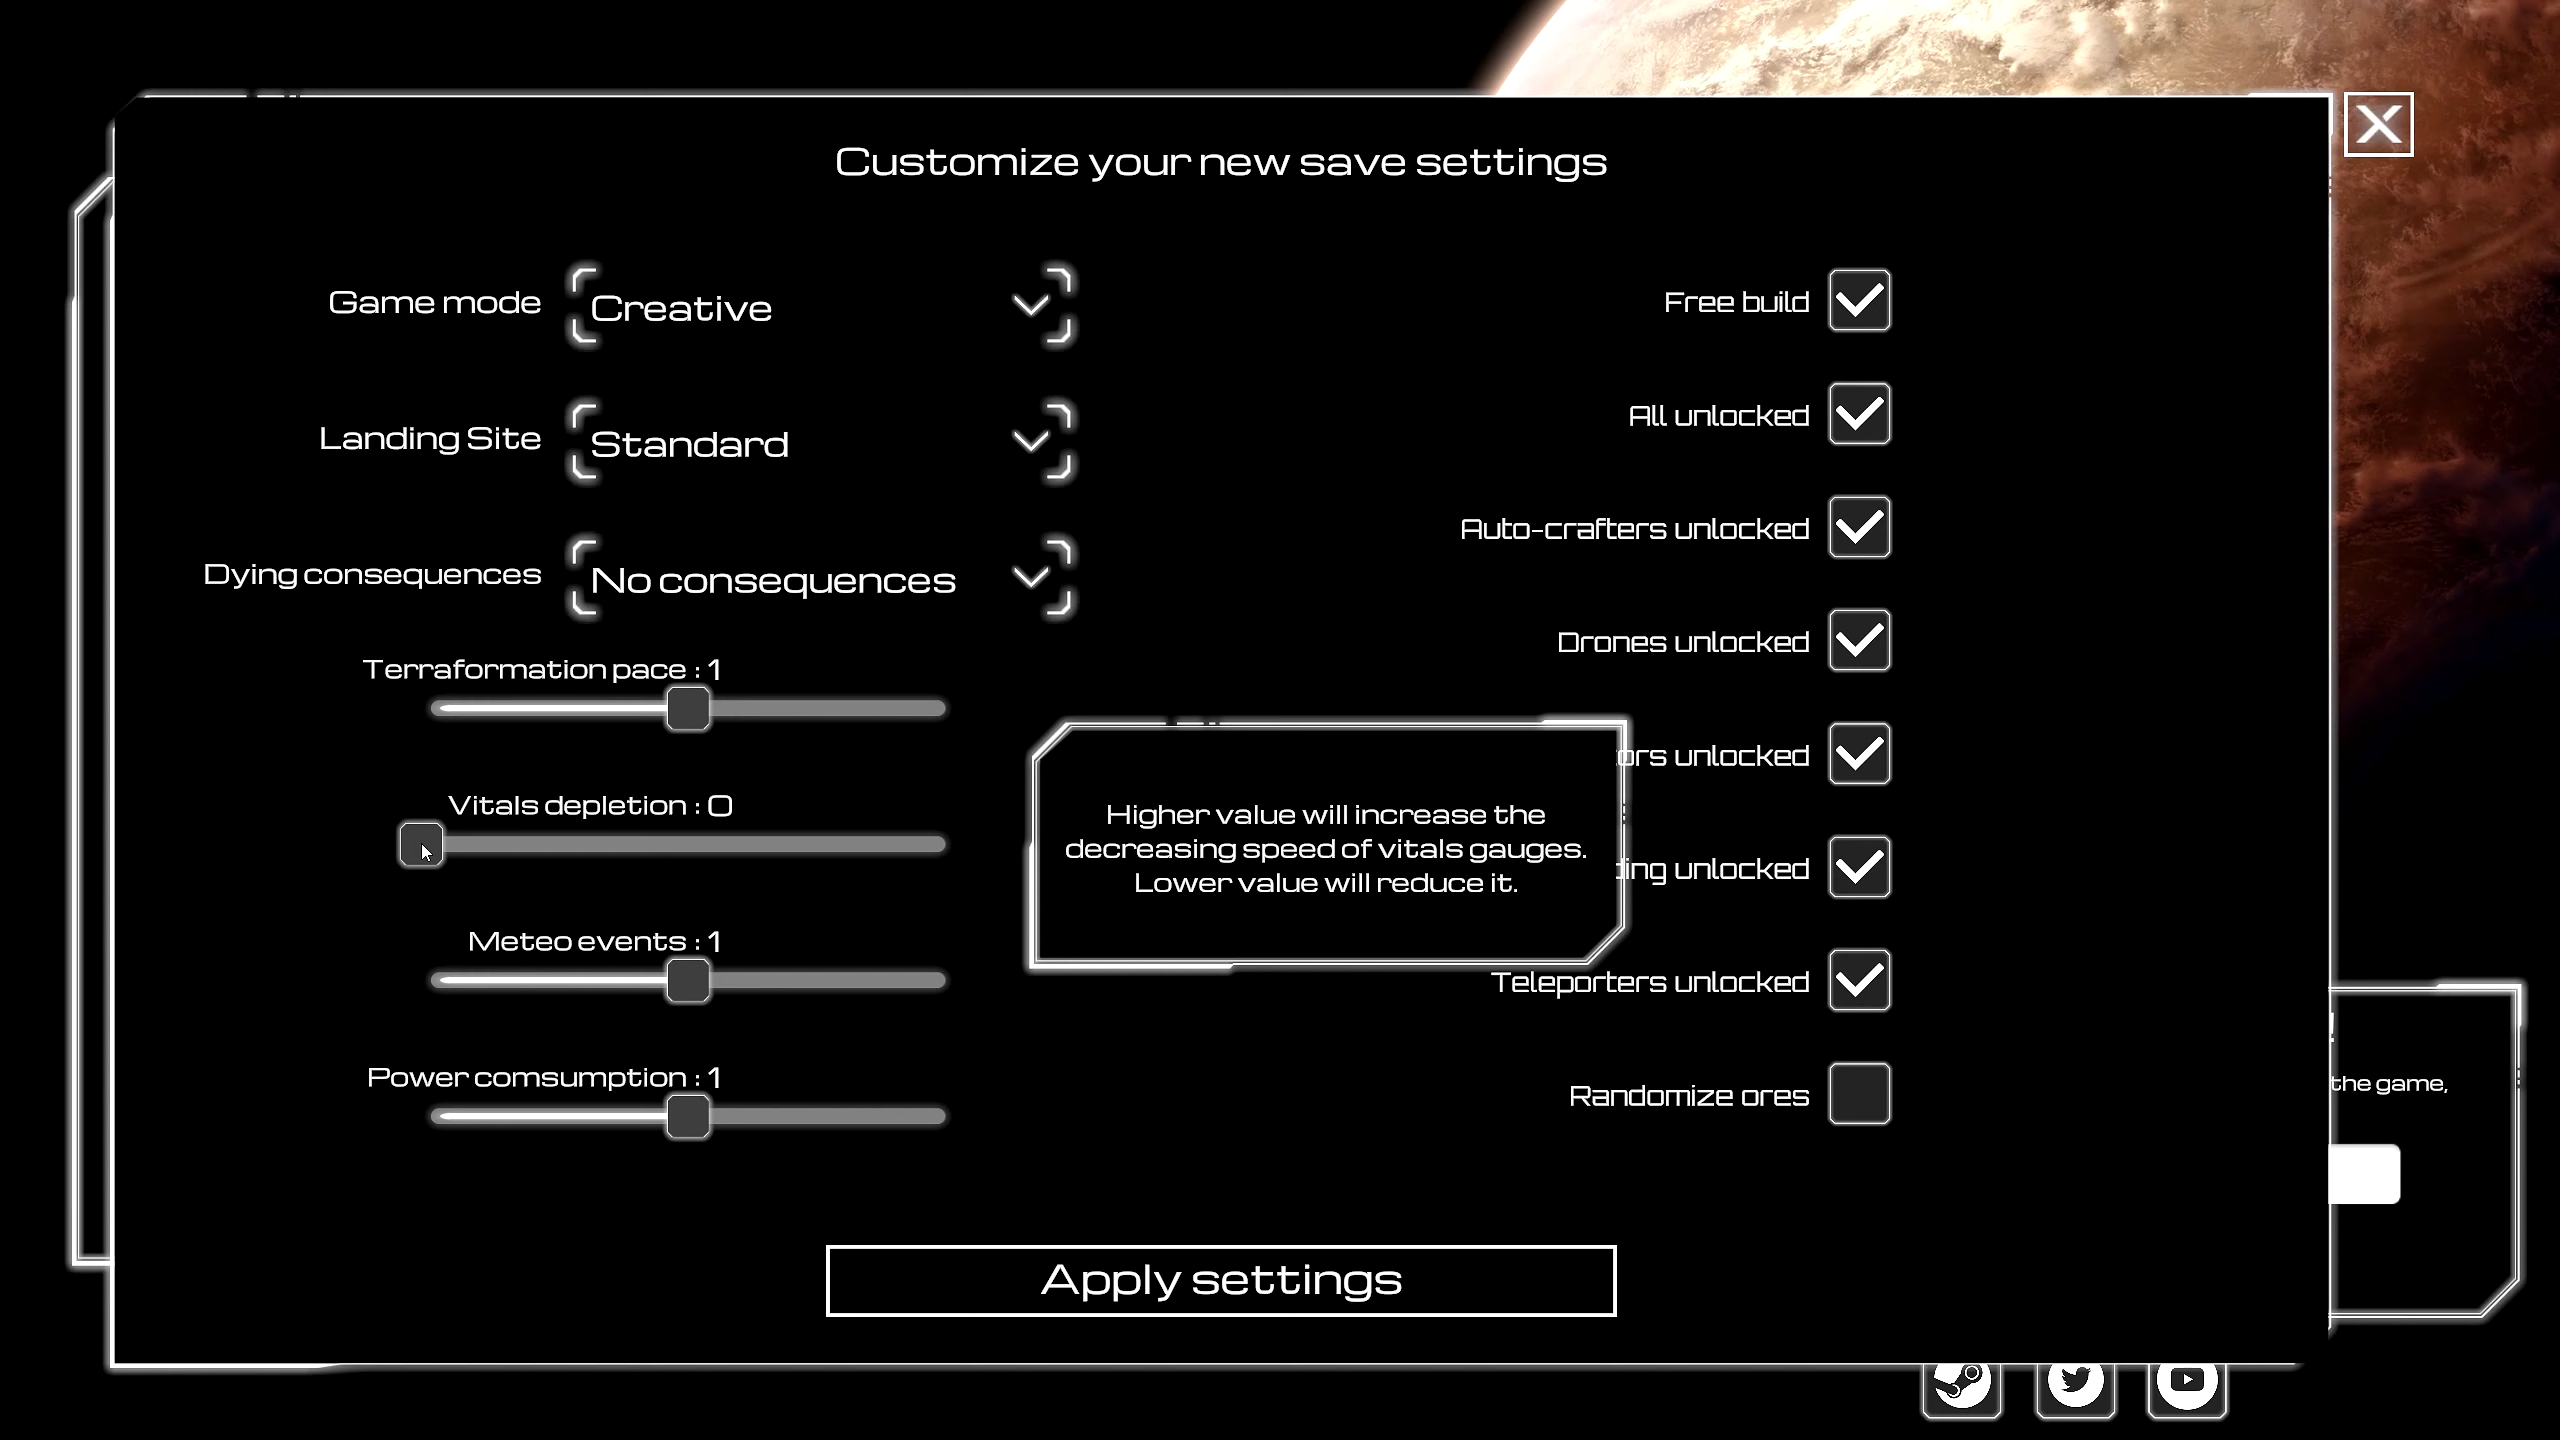 Customize your new save settings
Game mode
Creative
Landing Site
Standard
Dying consequences
No consequences
Terraformation pace : 1
Vitals depletion : 0
Meteo events : 1
Power comsumption : 1
Free build
All unlocked
Auto-crafters unlocked
Drones unlocked
ors unlocked
ing unlocked
Teleporters unlocked
Randomize ores
Higher value will increase the
decreasing speed of vitals gauges.
Lower value will reduce it.
Apply settings
!
the game,